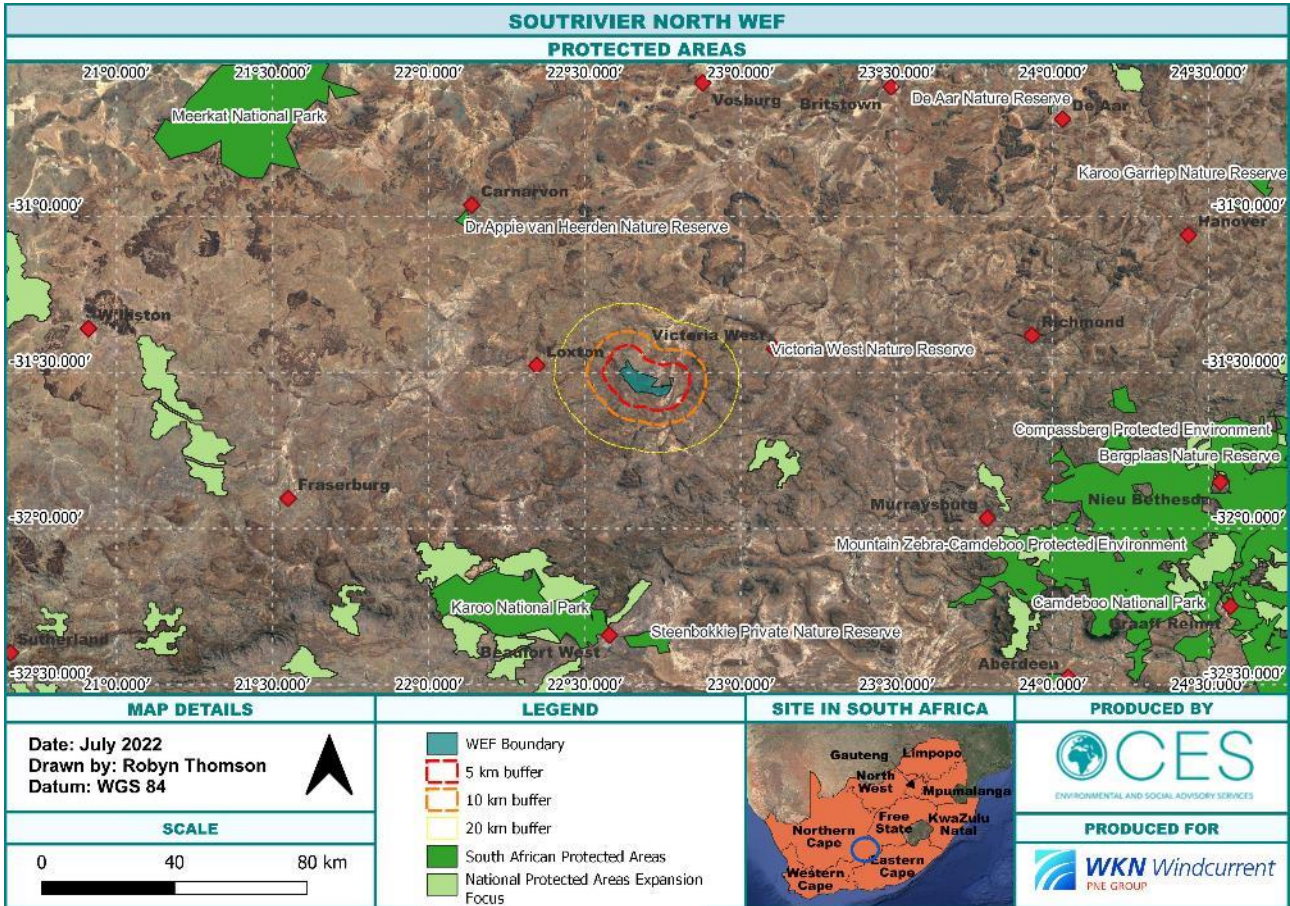 SOUTRIVIER NORTH WEF
PROTECTED AREAS
21°0.000′ 21°30.000′ 22°0.000′ 22°30.000′ 23°0.000′ 23°30.000′ 24°0.000′ 24°30.000′
Meerkat National Park
Vosburg
Britstown
De Aar Nature Reserve
De Aar
Karoo Garriep Nature Reserve
-31°0.000′
Carnarvon
-31°0.000′
Dr Appie van Heerden Nature Reserve
Hanover
Williston
Victoria West
Richmond
Loxton
Victoria West Nature Reserve
-31°30.000′
-31°30.000′
Compassberg Protected Environment
Bergplaas Nature Reserve
Fraserburg
Murraysburg
Nieu Bethesda
-32°0.000′
-32°0.000′
Mountain Zebra-Camdeboo Protected Environment
Karoo National Park
Camdeboo National Park
Graaff Reinet
Steenbokkie Private Nature Reserve
Sutherland
Beaufort West
Aberdeen
-32°30.000′
-32°30.000′
21°0.000′ 21°30.000′ 22°0.000′ 22°30.000′ 23°0.000′ 23°30.000′ 24°0.000′ 24°30.000′
MAP DETAILS
Date: July 2022
Drawn by: Robyn Thomson
Datum: WGS 84
SCALE
0 40 80 km
LEGEND
WEF Boundary
5 km buffer
10 km buffer
20 km buffer
South African Protected Areas
National Protected Areas Expansion
Focus
SITE IN SOUTH AFRICA
Limpopo
Gauteng
North
West
Mpumalanga
Free
State
KwaZulu
Natal
Northern
Cape
Eastern
Cape
Western
Cape
PRODUCED BY
CES
ENVIRONMENTAL AND SOCIAL ADVISORY SERVICES
PRODUCED FOR
WKN Windcurrent
PNE GROUP